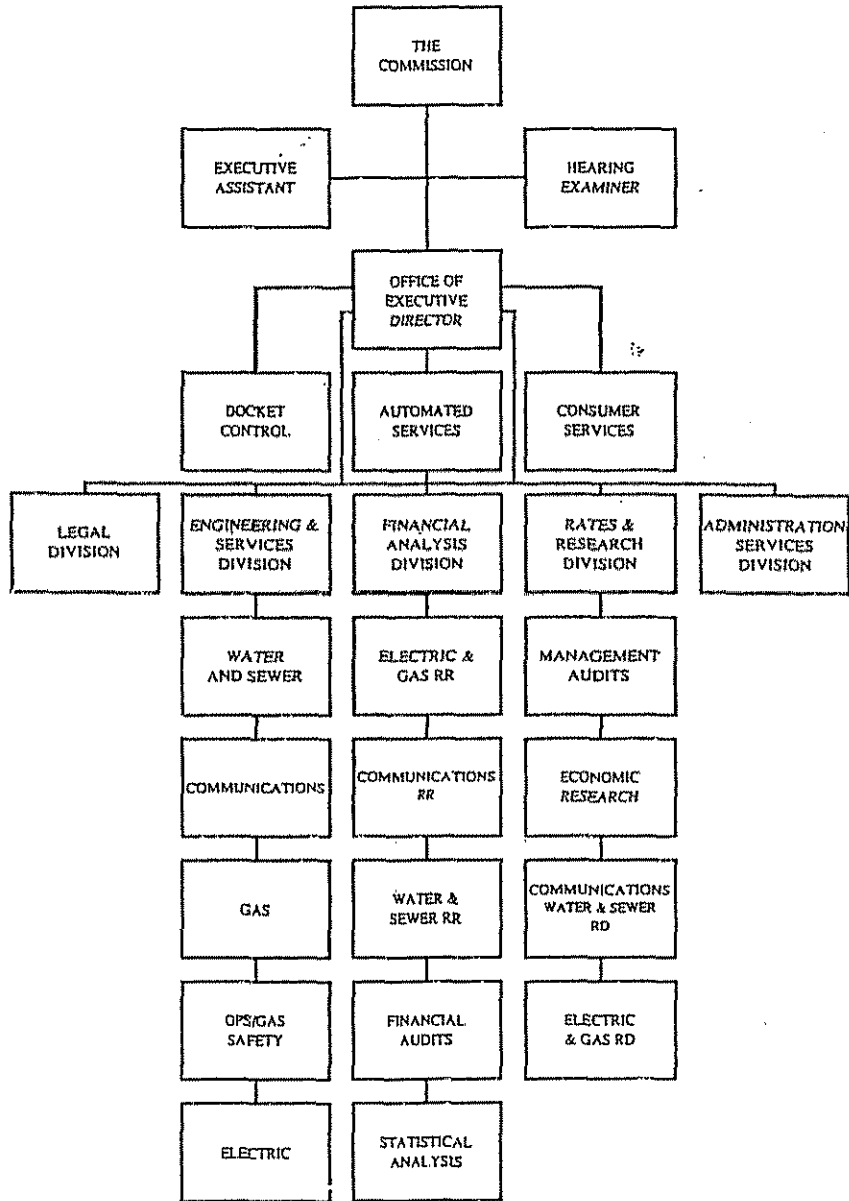 THE
COMMISSION
EXECUTIVE
ASSISTANT
HEARING
EXAMINER
OFFICE OF
EXECUTIVE
DIRECTOR
DOCKET
CONTROL
AUTOMATED
SERVICES
CONSUMER
SERVICES
LEGAL
DIVISION
ENGINEERING &
SERVICES
DIVISION
FINANCIAL
ANALYSIS
DIVISION
RATES &
RESEARCH
DIVISION
ADMINISTRATION
SERVICES
DIVISION
WATER
AND SEWER
ELECTRIC &
GAS RR
MANAGEMENT
AUDITS
COMMUNICATIONS
COMMUNICATIONS
RR
ECONOMIC
RESEARCH
GAS
WATER &
SEWER RR
COMMUNICATIONS
WATER & SEWER
RD
OPS/GAS
SAFETY
FINANCIAL
AUDITS
ELECTRIC
& GAS RD
ELECTRIC
STATISTICAL
ANALYSIS